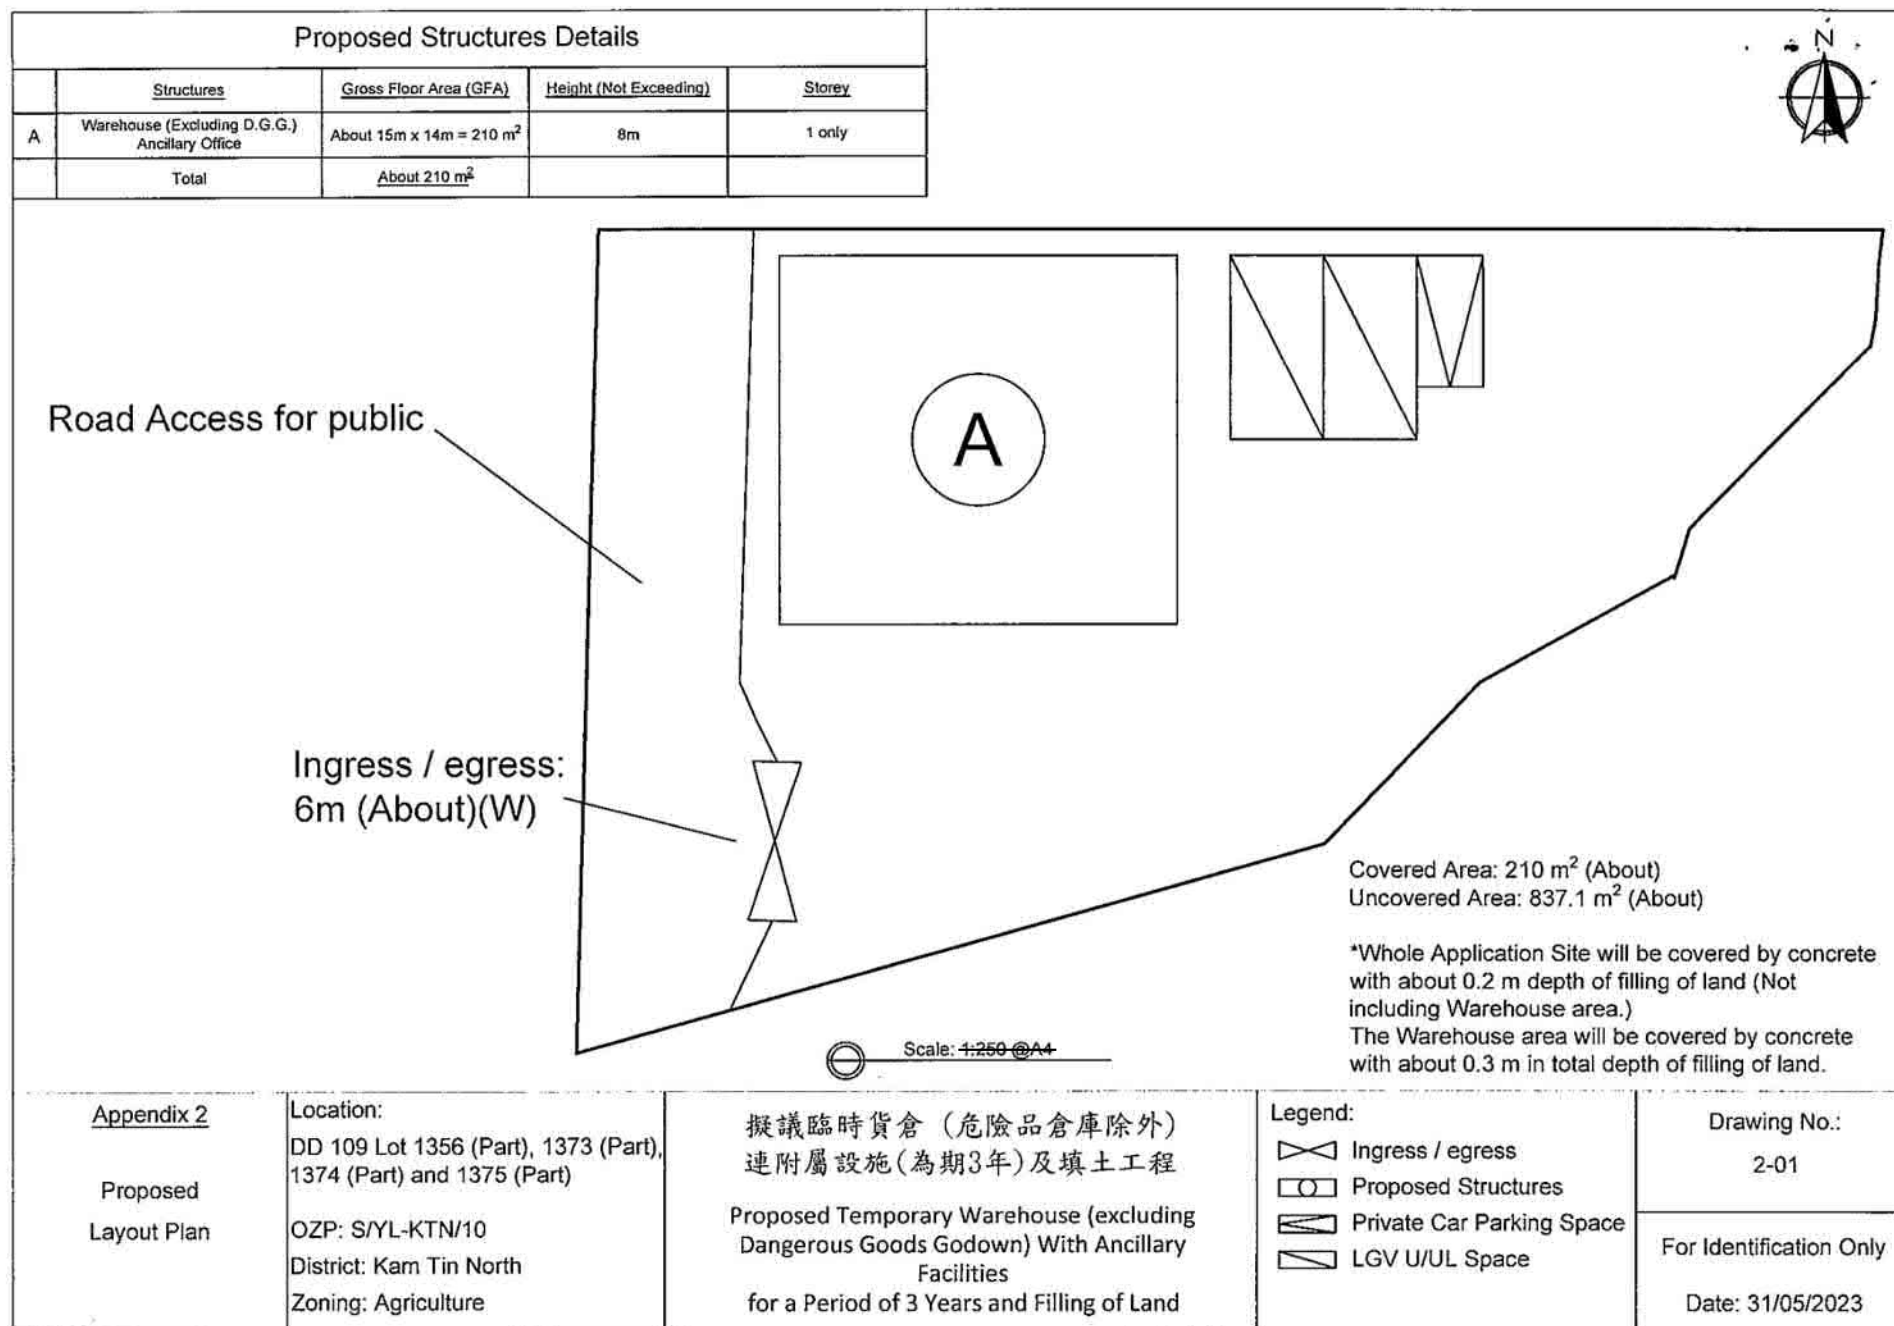 Proposed Structures Details
Structures Gross Floor Area (GFA) Height (Not Exceeding) Storey
A Warehouse (Excluding D.G.G.) About 15m x 14m = 210 m² 8m 1 only
Ancillary Office
Total About 210 m²
N
Road Access for public
A
Ingress / egress:
6m (About)(W)
Covered Area: 210 m² (About)
Uncovered Area: 837.1 m² (About)
*Whole Application Site will be covered by concrete
with about 0.2 m depth of filling of land (Not
including Warehouse area.)
The Warehouse area will be covered by concrete
with about 0.3 m in total depth of filling of land.
Scale: 1:250 @A4
Appendix 2
Proposed
Layout Plan
Location:
DD 109 Lot 1356 (Part), 1373 (Part),
1374 (Part) and 1375 (Part)
OZP: S/YL-KTN/10
District: Kam Tin North
Zoning: Agriculture
擬議臨時貨倉（危險品倉庫除外）
連附屬設施(為期3年)及填土工程
Proposed Temporary Warehouse (excluding
Dangerous Goods Godown) With Ancillary
Facilities
for a Period of 3 Years and Filling of Land
Legend:
Ingress / egress
Proposed Structures
Private Car Parking Space
LGV U/UL Space
Drawing No.:
2-01
For Identification Only
Date: 31/05/2023